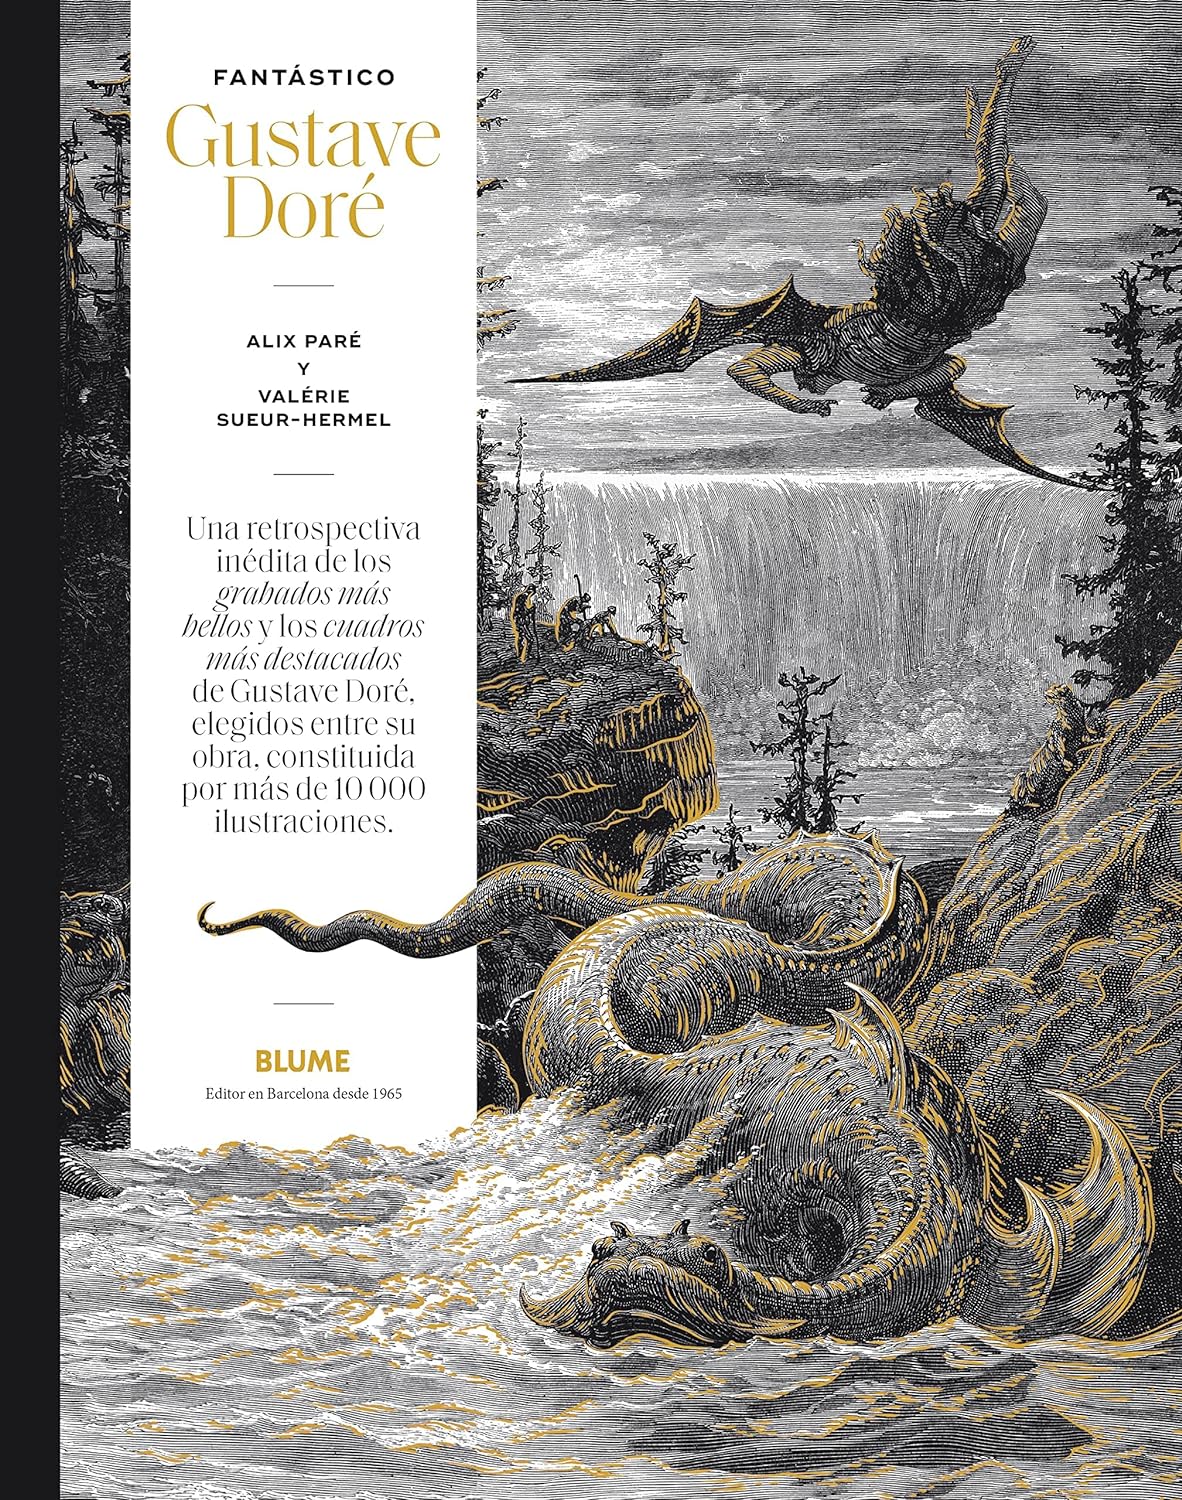 FANTÁSTICO
Gustave
Doré
ALIX PARÉ
Y
VALÉRIE
SUEUR-HERMEL
Una retrospectiva
inédita de los
grabados más
bellos y los cuadros
más destacados
de Gustave Doré,
elegidos entre su
obra, constituida
por más de 10 000
ilustraciones.
BLUME
Editor en Barcelona desde 1965